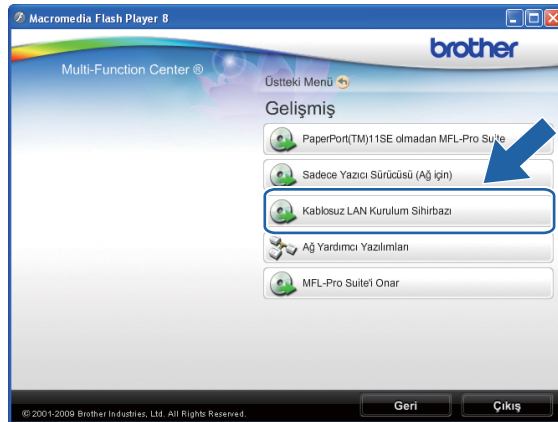 Macromedia Flash Player 8
brother
Multi-Function Center ®
Üstteki Menü
Gelişmiş
PaperPort(TM)11SE olmadan MFL-Pro Suite
Sadece Yazıcı Sürücüsü (Ağ için)
Kablosuz LAN Kurulum Sihirbazı
Ağ Yardımcı Yazılımları
MFL-Pro Suite'i Onar
© 2001-2009 Brother Industries, Ltd. All Rights Reserved.
Geri
Çıkış